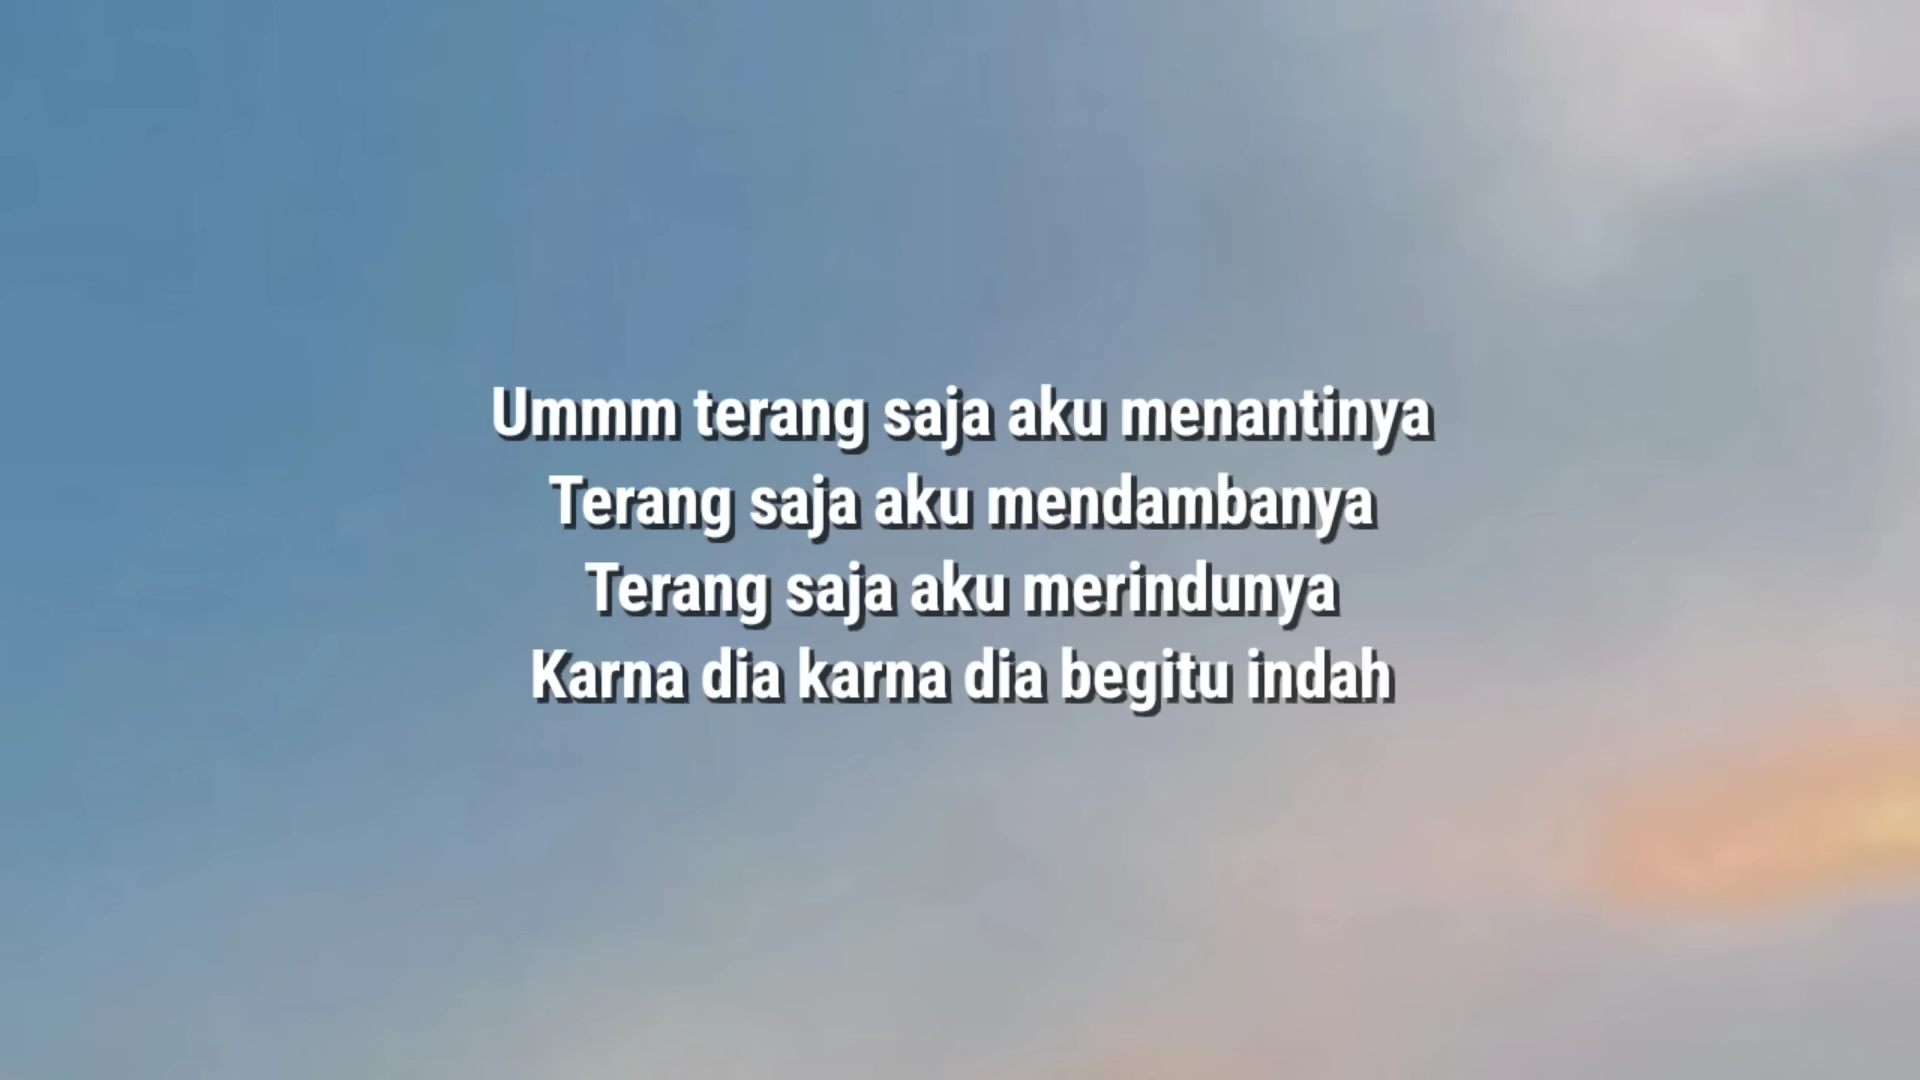 Ummm terang saja aku menantinya
Terang saja aku mendambanya
Terang saja aku merindunya
Karna dia karna dia begitu indah